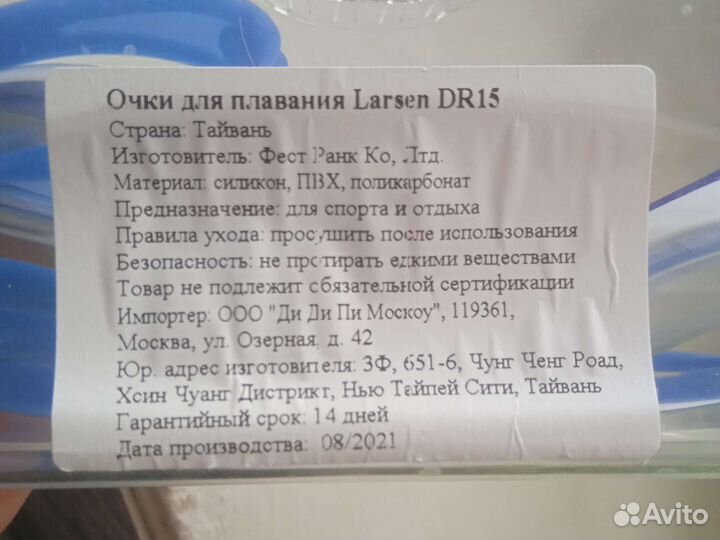 Очки для плавания Larsen DR15
Страна: Тайвань
Изготовитель: Фест Ранк Ко, Лтд.
Материал: силикон, ПВХ, поликарбонат
Предназначение: для спорта и отдыха
Правила ухода: просушить после использования
Безопасность: не протирать едкими веществами
Товар не подлежит обязательной сертификации
Импортер: ООО "Ди Ди Пи Москоу", 119361,
Москва, ул. Озерная, д. 42
Юр. адрес изготовителя: 3Ф, 651-6, Чунг Ченг Роад,
Хсин Чуанг Дистрикт, Нью Тайпей Сити, Тайвань
Гарантийный срок: 14 дней
Дата производства: 08/2021
Avito